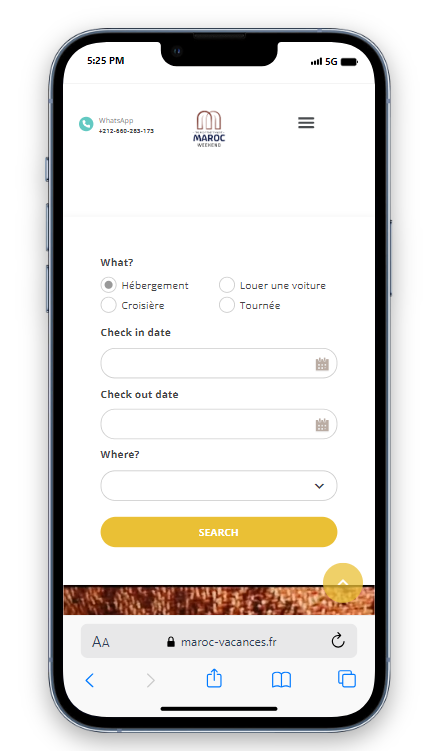 5:25 PM
5G
WhatsApp
+212-660-283-173
MAROC
WEEKEND
What?
Hébergement
Louer une voiture
Croisière
Tournée
Check in date
Check out date
Where?
SEARCH
AA
maroc-vacances.fr